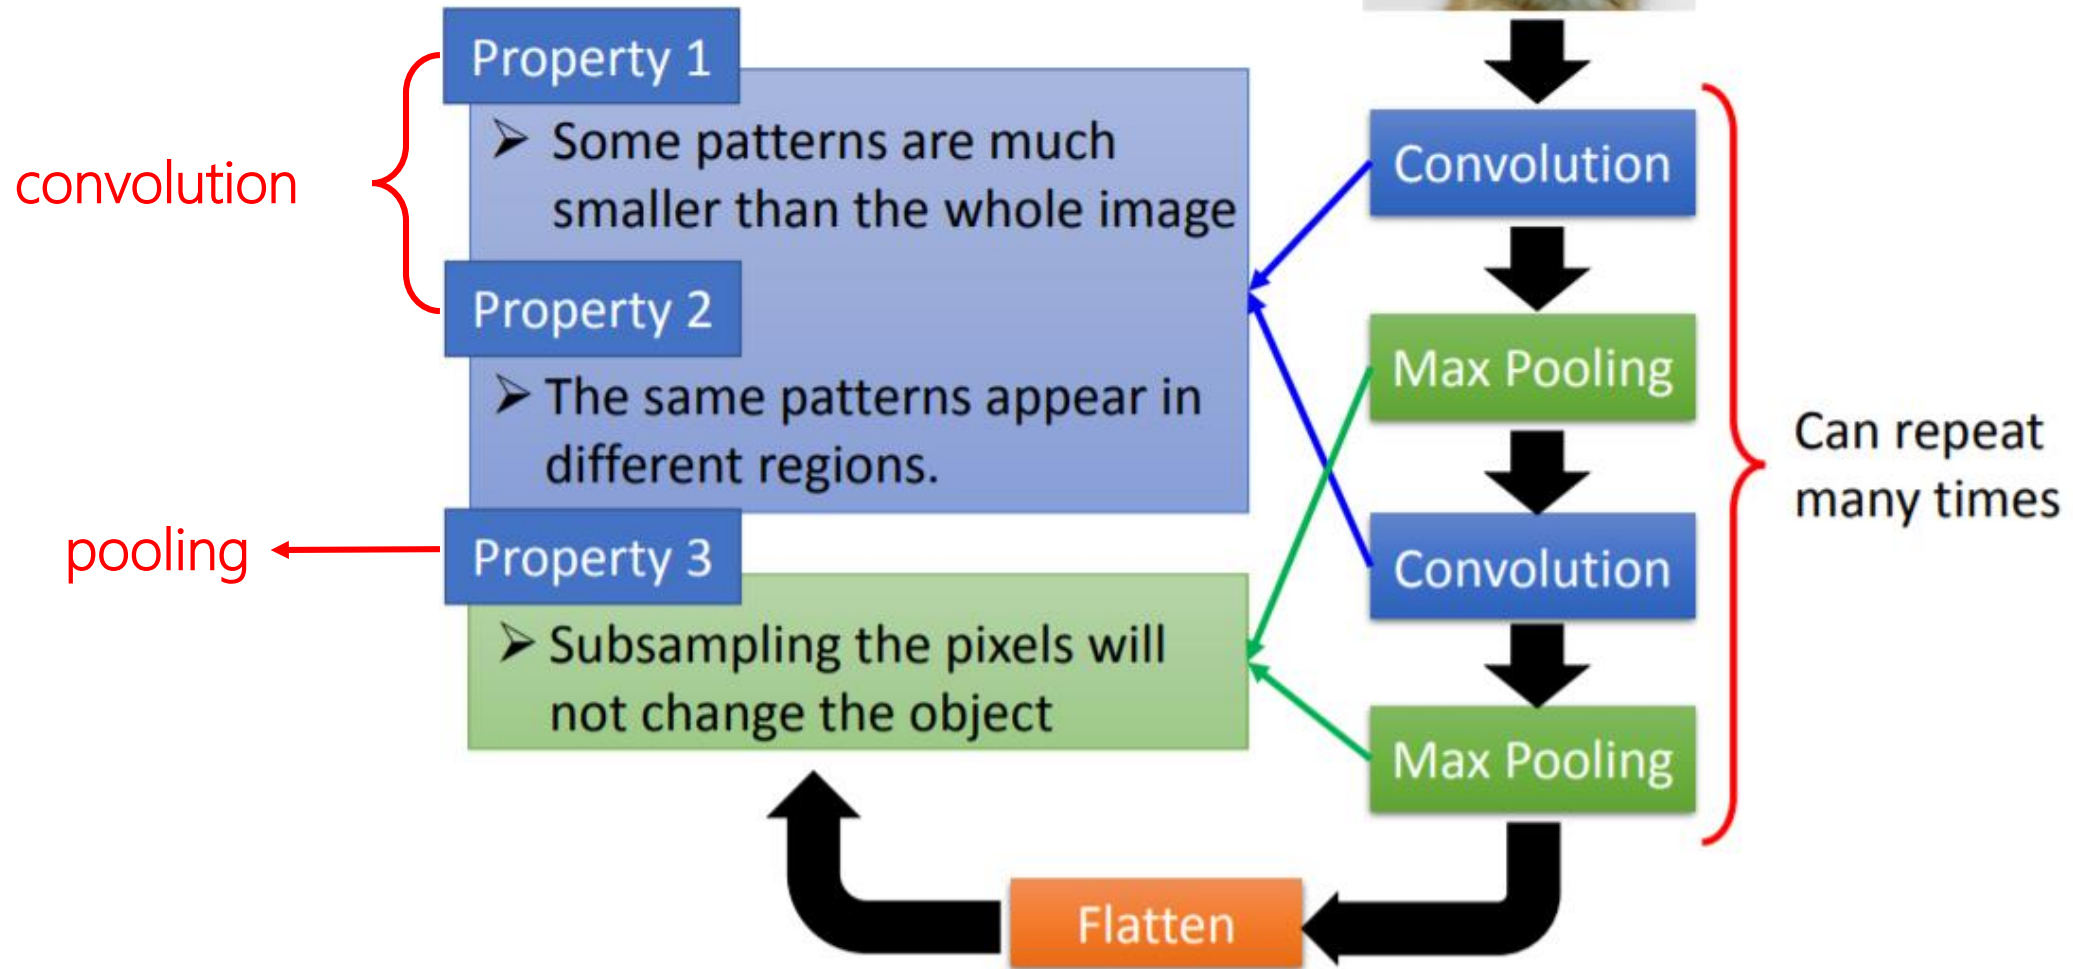 convolution
Property 1
➢ Some patterns are much
smaller than the whole image
Property 2
➢ The same patterns appear in
different regions.
pooling
Property 3
➢ Subsampling the pixels will
not change the object
Convolution
Max Pooling
Convolution
Max Pooling
Can repeat
many times
Flatten